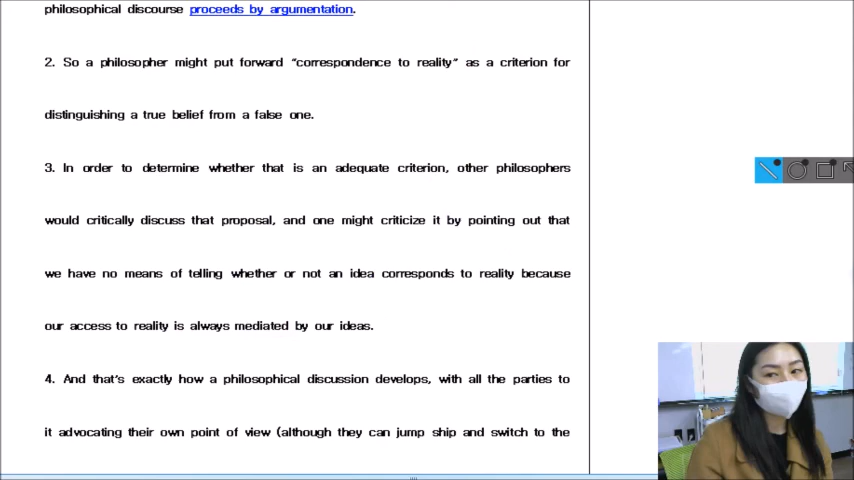 philosophical discourse proceeds by argumentation.
2. So a philosopher might put forward “correspondence to reality” as a criterion for
distinguishing a true belief from a false one.
3. In order to determine whether that is an adequate criterion, other philosophers
would critically discuss that proposal, and one might criticize it by pointing out that
we have no means of telling whether or not an idea corresponds to reality because
our access to reality is always mediated by our ideas.
4. And that's exactly how a philosophical discussion develops, with all the parties to
it advocating their own point of view (although they can jump ship and switch to the